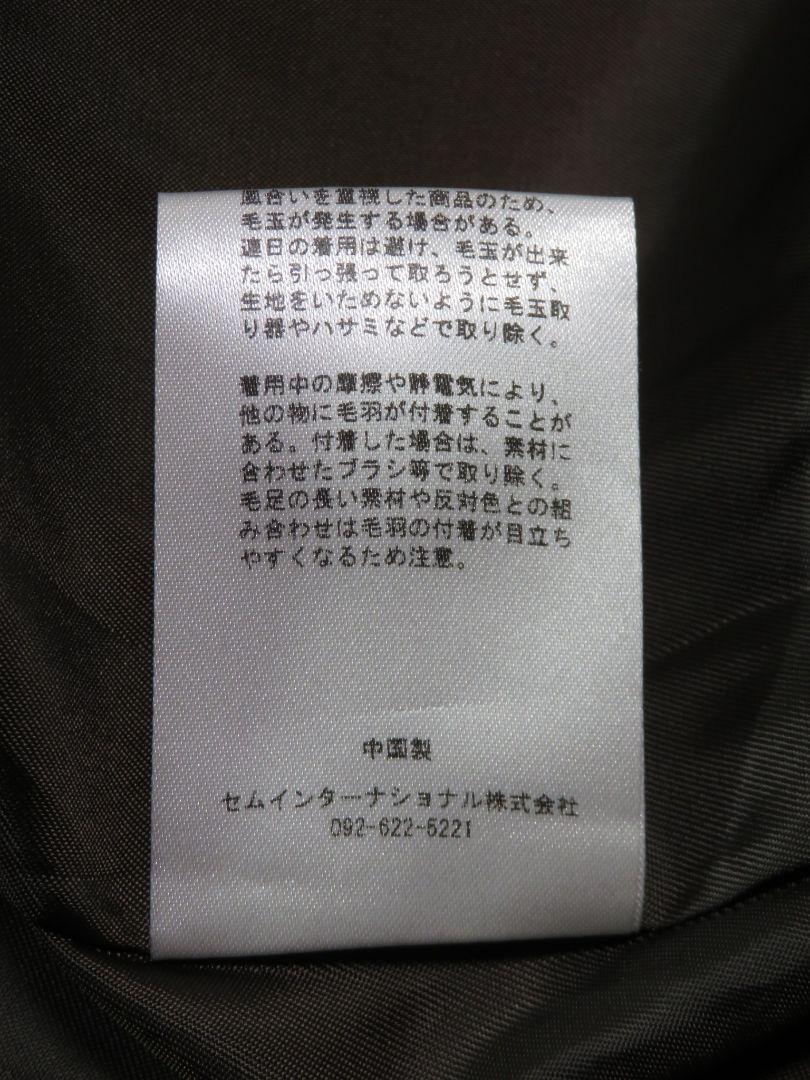 風合いを重視した商品のため、
毛玉が発生する場合がある。
連日の着用は避け、毛玉が出来
たら引っ張って取ろうとせず、
生地をいためないように毛玉取
り器やハサミなどで取り除く。
着用中の摩擦や静電気により、
他の物に毛羽が付着することが
ある。付着した場合は、素材に
合わせたブラシ等で取り除く。
毛足の長い素材や反対色との組
み合わせは毛羽の付着が目立ち
やすくなるため注意。
中国製
セムインターナショナル株式会社
092-622-5221